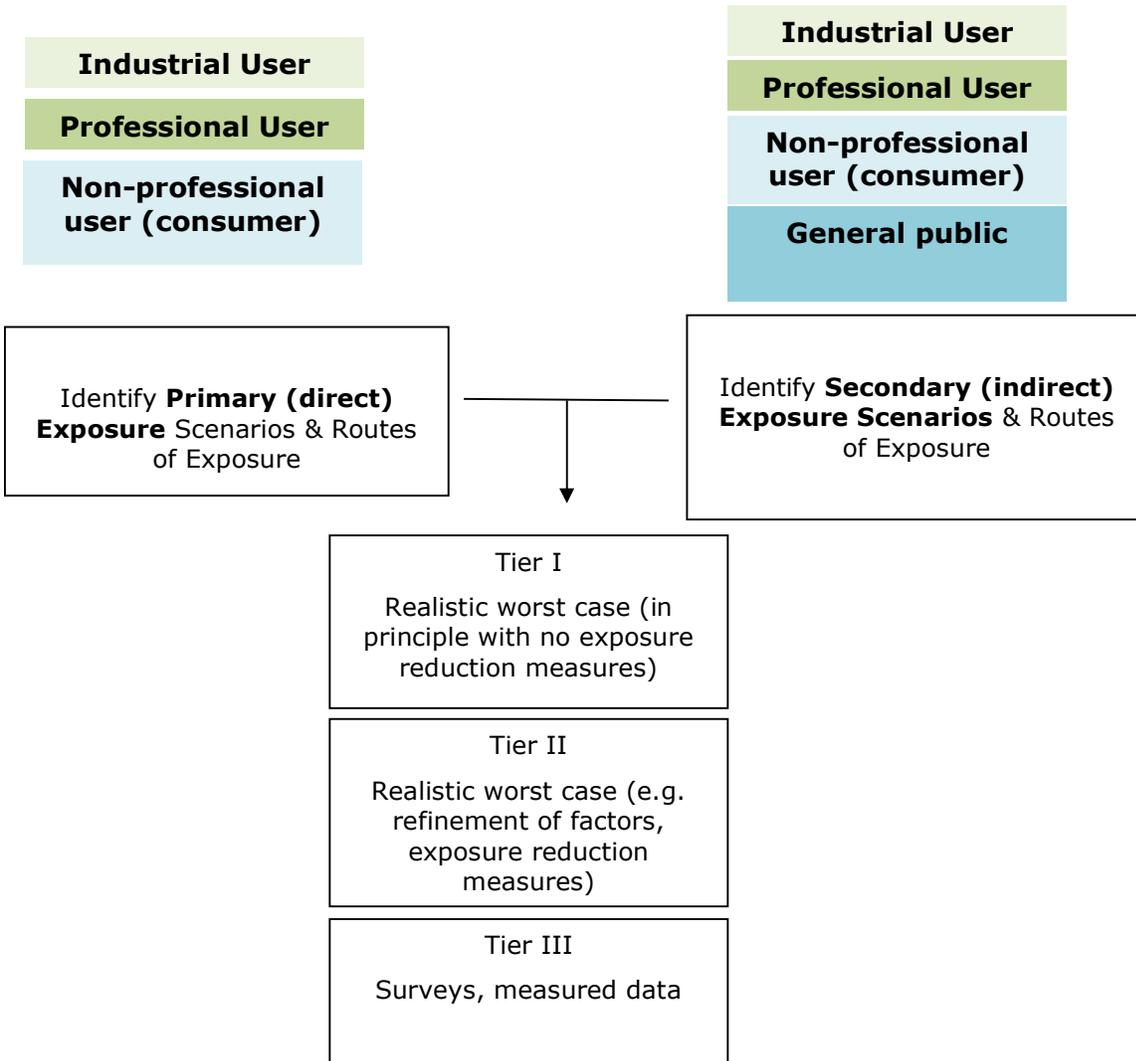 Industrial User
Professional User
Non-professional
user (consumer)
Industrial User
Professional User
Non-professional
user (consumer)
General public
Identify Primary (direct)
Exposure Scenarios & Routes
of Exposure
Identify Secondary (indirect)
Exposure Scenarios & Routes
of Exposure
Tier I
Realistic worst case (in
principle with no exposure
reduction measures)
Tier II
Realistic worst case (e.g.
refinement of factors,
exposure reduction
measures)
Tier III
Surveys, measured data